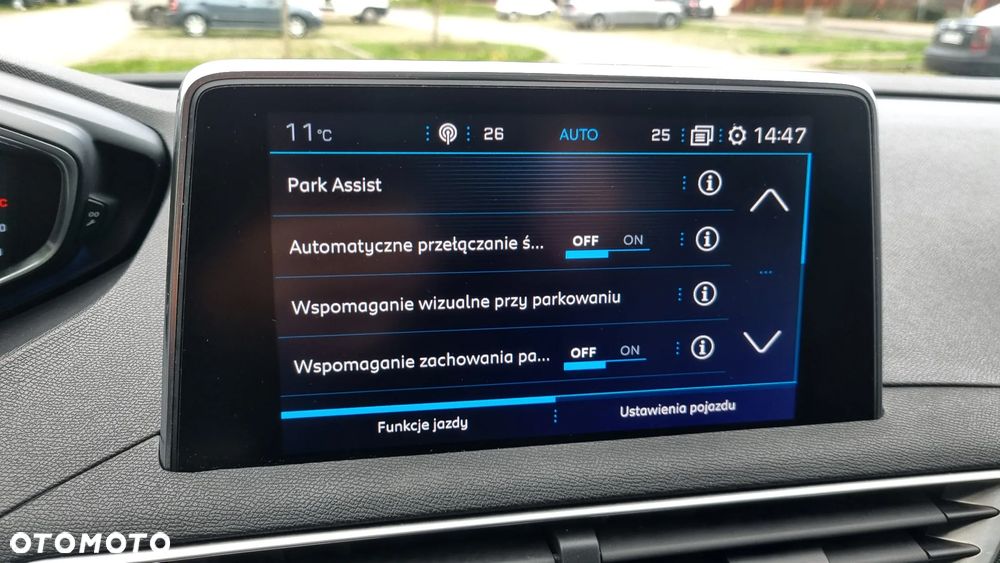 11°C 26 AUTO 25 14:47
Park Assist
Automatyczne przełączanie ś... OFF ON
Wspomaganie wizualne przy parkowaniu
Wspomaganie zachowania pa... OFF ON
Funkcje jazdy Ustawienia pojazdu
OTOMOTO